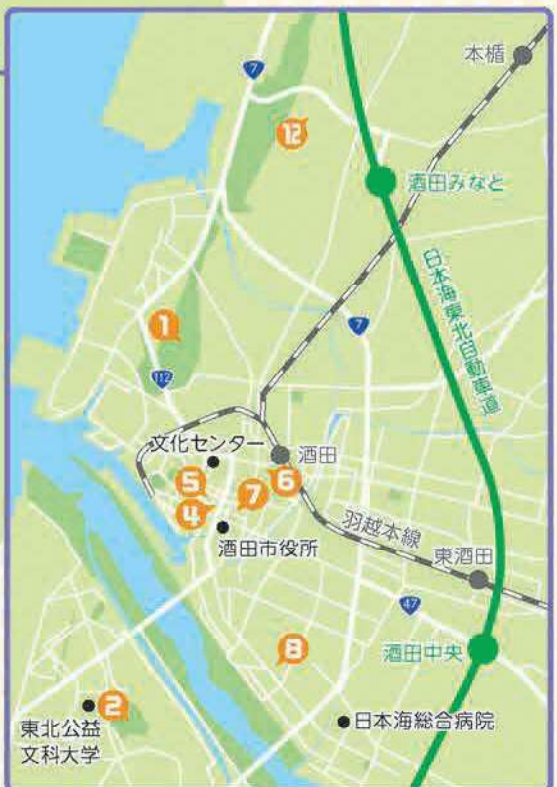 本楯
7
12
酒田みなと
日本海東北自動車道
7
1
112
文化センター
酒田
5
6
7
4
酒田市役所
羽越本線
東酒田
47
8
酒田中央
2
東北公益
文科大学
日本海総合病院